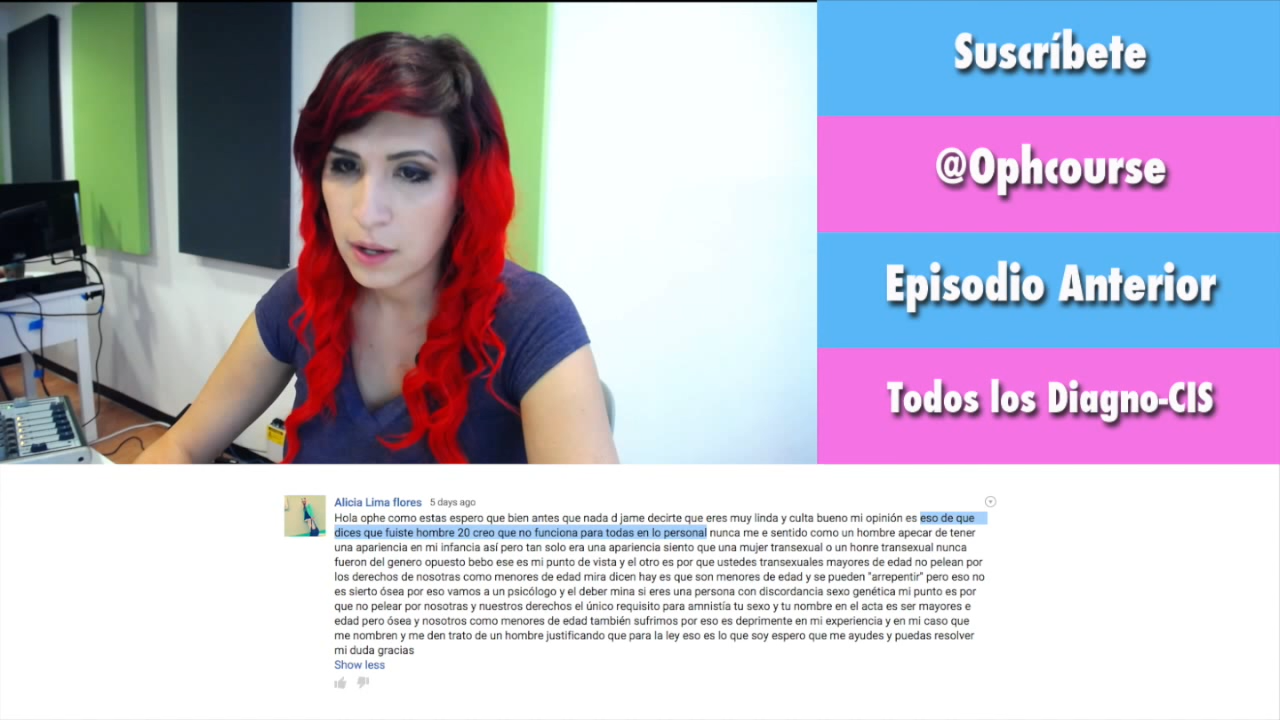 Suscríbete
@Ophcourse
Episodio Anterior
Todos los Diagno-CIS
Alicia Lima flores 5 days ago
Hola ophe como estas espero que bien antes que nada d jame decirte que eres muy linda y culta bueno mi opinión es eso de que
dices que fuiste hombre 20 creo que no funciona para todas en lo personal nunca me e sentido como un hombre apecar de tener
una apariencia en mi infancia así pero tan solo era una apariencia siento que una mujer transexual o un honre transexual nunca
fueron del genero opuesto bebo ese es mi punto de vista y el otro es por que ustedes transexuales mayores de edad no pelean por
los derechos de nosotras como menores de edad mira dicen hay es que son menores de edad y se pueden "arrepentir" pero eso no
es sierto ósea por eso vamos a un psicólogo y el deber mina si eres una persona con discordancia sexo genética mi punto es por
que no pelear por nosotras y nuestros derechos el único requisito para amnistía tu sexo y tu nombre en el acta es ser mayores e
edad pero ósea y nosotros como menores de edad también sufrimos por eso es deprimente en mi experiencia y en mi caso que
me nombren y me den trato de un hombre justificando que para la ley eso es lo que soy espero que me ayudes y puedas resolver
mi duda gracias
Show less